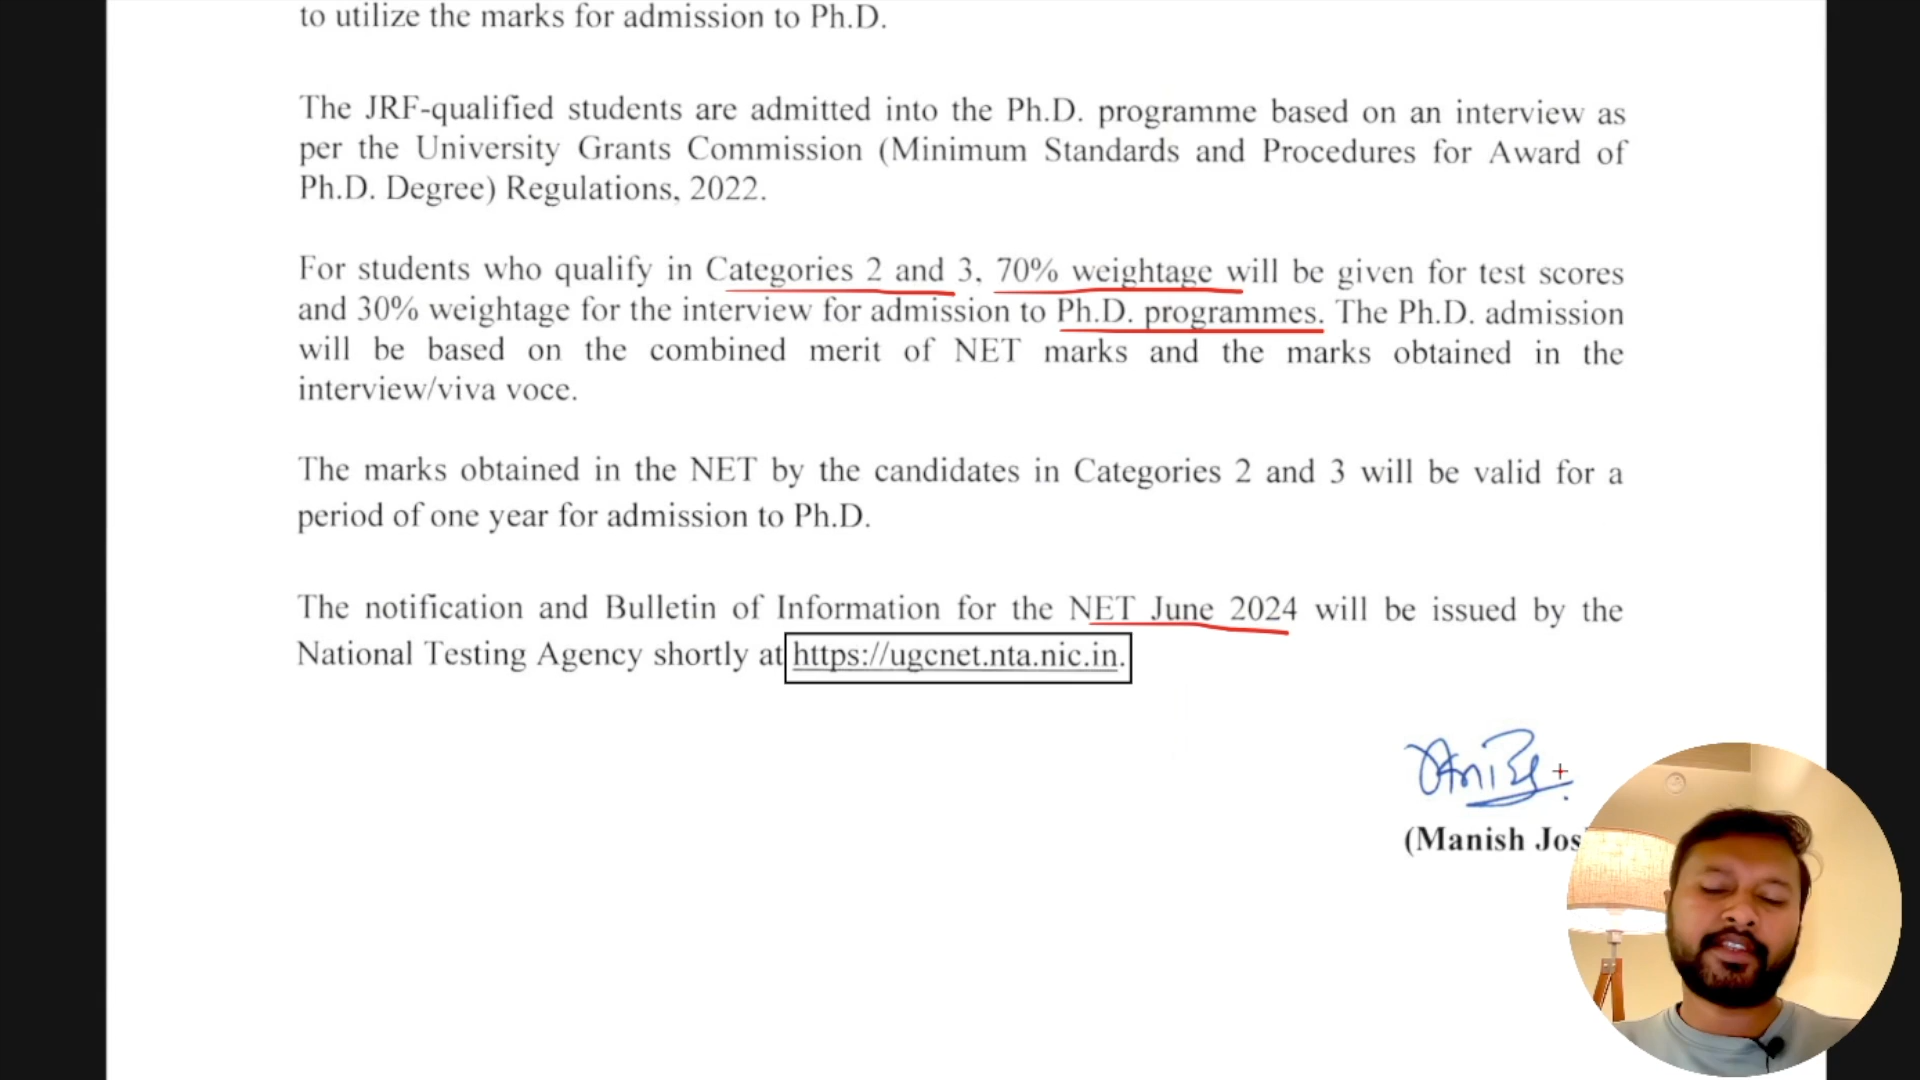 to utilize the marks for admission to Ph.D.
The JRF-qualified students are admitted into the Ph.D. programme based on an interview as
per the University Grants Commission (Minimum Standards and Procedures for Award of
Ph.D. Degree) Regulations, 2022.
For students who qualify in Categories 2 and 3, 70% weightage will be given for test scores
and 30% weightage for the interview for admission to Ph.D. programmes. The Ph.D. admission
will be based on the combined merit of NET marks and the marks obtained in the
interview/viva voce.
The marks obtained in the NET by the candidates in Categories 2 and 3 will be valid for a
period of one year for admission to Ph.D.
The notification and Bulletin of Information for the NET June 2024 will be issued by the
National Testing Agency shortly at https://ugcnet.nta.nic.in.
(Manish Jos